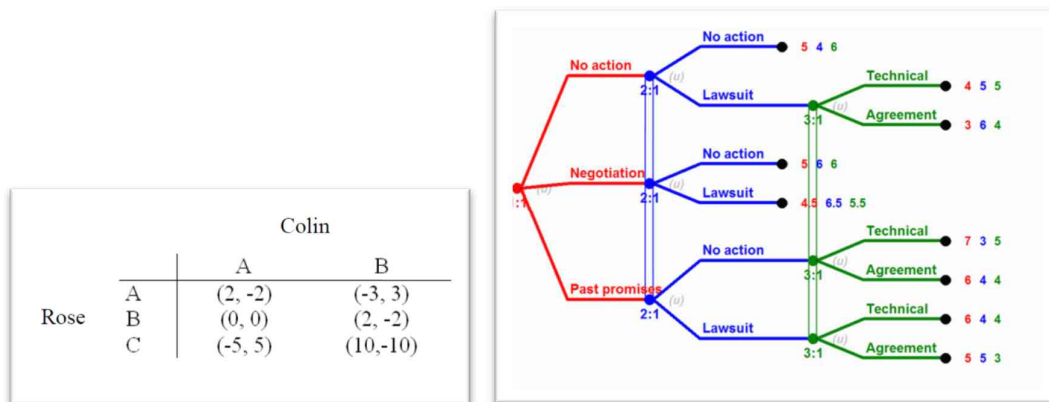 Colin
A B
A (2, -2) (-3, 3)
Rose B (0, 0) (2, -2)
C (-5, 5) (10,-10)
No action
5 4 6
No action
(u)
2:1
Technical
4 5 5
Lawsuit
(u)
3:1
Agreement
3 6 4
No action
5 6 6
Negotiation
(u)
2:1
(u)
:1
Lawsuit
4.5 6.5 5.5
Technical
7 3 5
No action
(u)
3:1
Agreement
6 4 4
Past promises
(u)
2:1
Technical
6 4 4
Lawsuit
3:1
Agreement
5 5 3